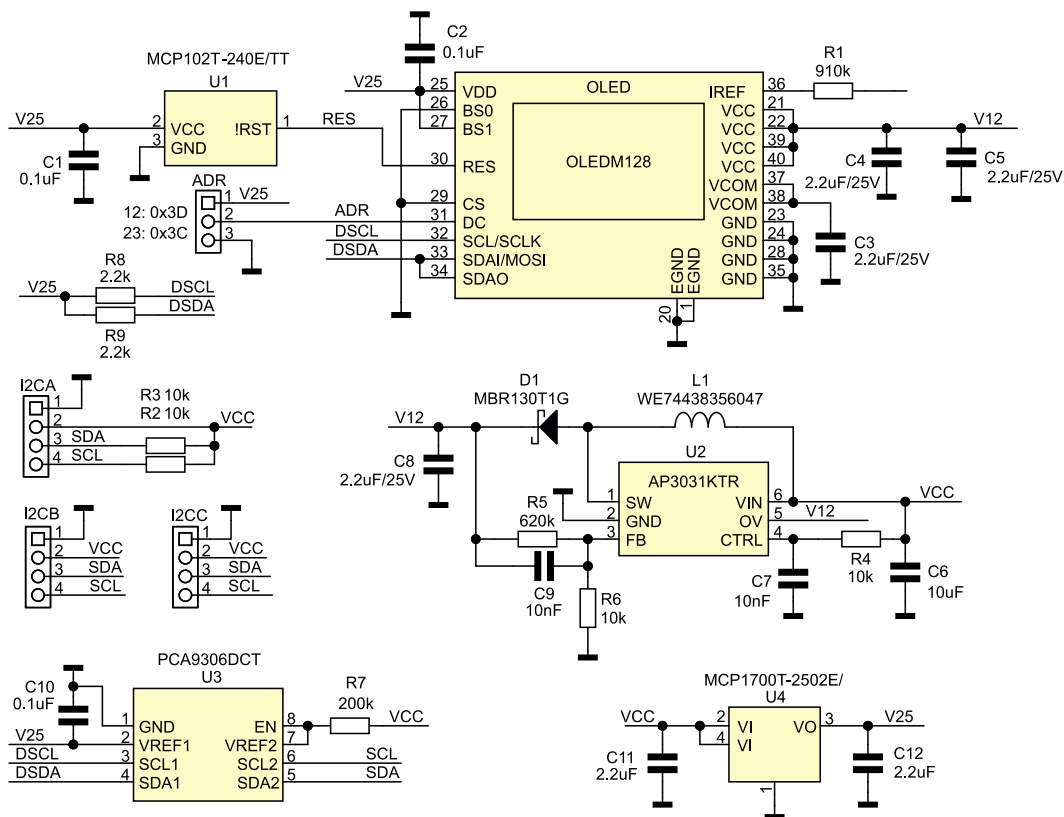 MCP102T-240E/TT
U1
V25
2
VCC
3
GND
!RST
1
RES
C1
0.1uF
C2
0.1uF
V25
OLED
OLEDM128
25
VDD
26
BS0
27
BS1
30
RES
29
CS
31
DC
32
SCL/SCLK
33
SDAI/MOSI
34
SDAO
IREF
36
VCC
21
VCC
22
VCC
39
VCC
40
VCOM
37
VCOM
38
GND
23
GND
24
GND
28
GND
35
EGND
EGND
20
1
R1
910k
V12
C4
2.2uF/25V
C5
2.2uF/25V
C3
2.2uF/25V
ADR
1
V25
12: 0x3D
2
23: 0x3C
3
ADR
DSCL
DSDA
R8
2.2k
V25
DSCL
DSDA
R9
2.2k
I2CA
1
2
3
SDA
4
SCL
R3 10k
R2 10k
VCC
I2CB
1
2
VCC
3
SDA
4
SCL
I2CC
1
2
VCC
3
SDA
4
SCL
D1
MBR130T1G
L1
WE74438356047
V12
C8
2.2uF/25V
U2
AP3031KTR
1
SW
2
GND
3
FB
VIN
6
OV
5
V12
CTRL
4
VCC
R5
620k
C9
10nF
R6
10k
C7
10nF
R4
10k
C6
10uF
PCA9306DCT
U3
C10
0.1uF
V25
DSCL
DSDA
1
GND
2
VREF1
3
SCL1
4
SDA1
EN
8
VREF2
7
SCL2
6
SDA2
5
R7
200k
VCC
SCL
SDA
MCP1700T-2502E/
U4
VCC
2
VI
4
VI
VO
3
V25
1
C11
2.2uF
C12
2.2uF